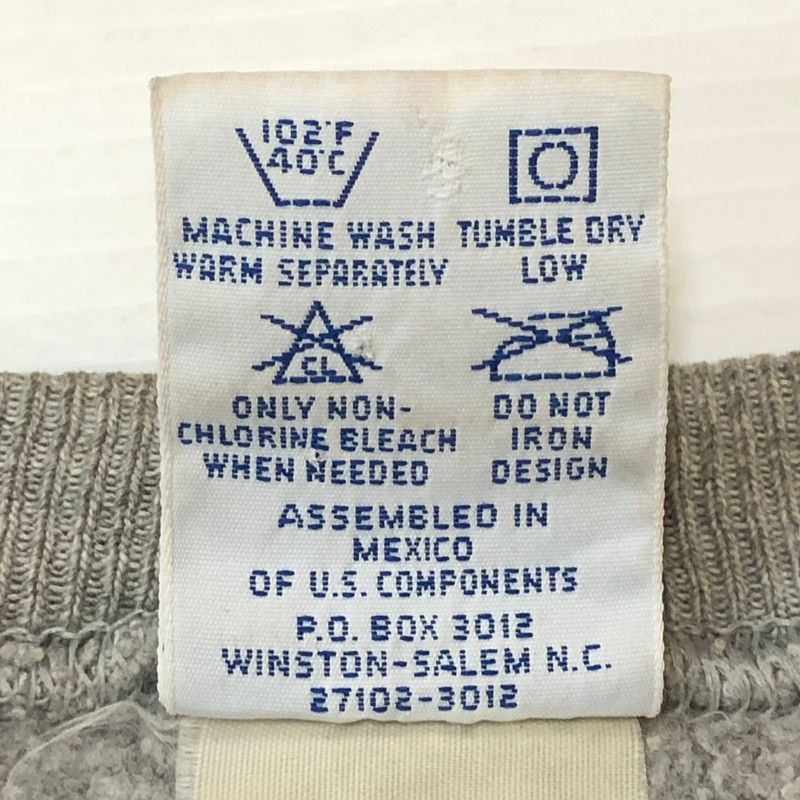 102°F
40°C
MACHINE WASH
WARM SEPARATELY
TUMBLE DRY
LOW
CL
ONLY NON-
CHLORINE BLEACH
WHEN NEEDED
DO NOT
IRON
DESIGN
ASSEMBLED IN
MEXICO
OF U.S. COMPONENTS
P.O. BOX 3012
WINSTON-SALEM N.C.
27102-3012